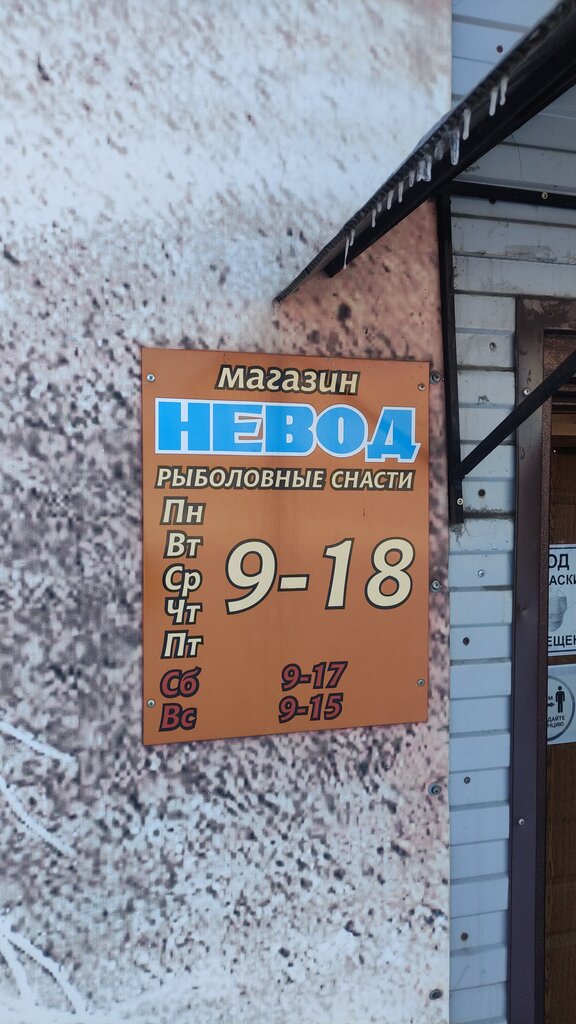 магазин
НЕВОД
РЫБОЛОВНЫЕ СНАСТИ
Пн
Вт
Ср
Чт
Пт
9-18
Сб 9-17
Вс 9-15